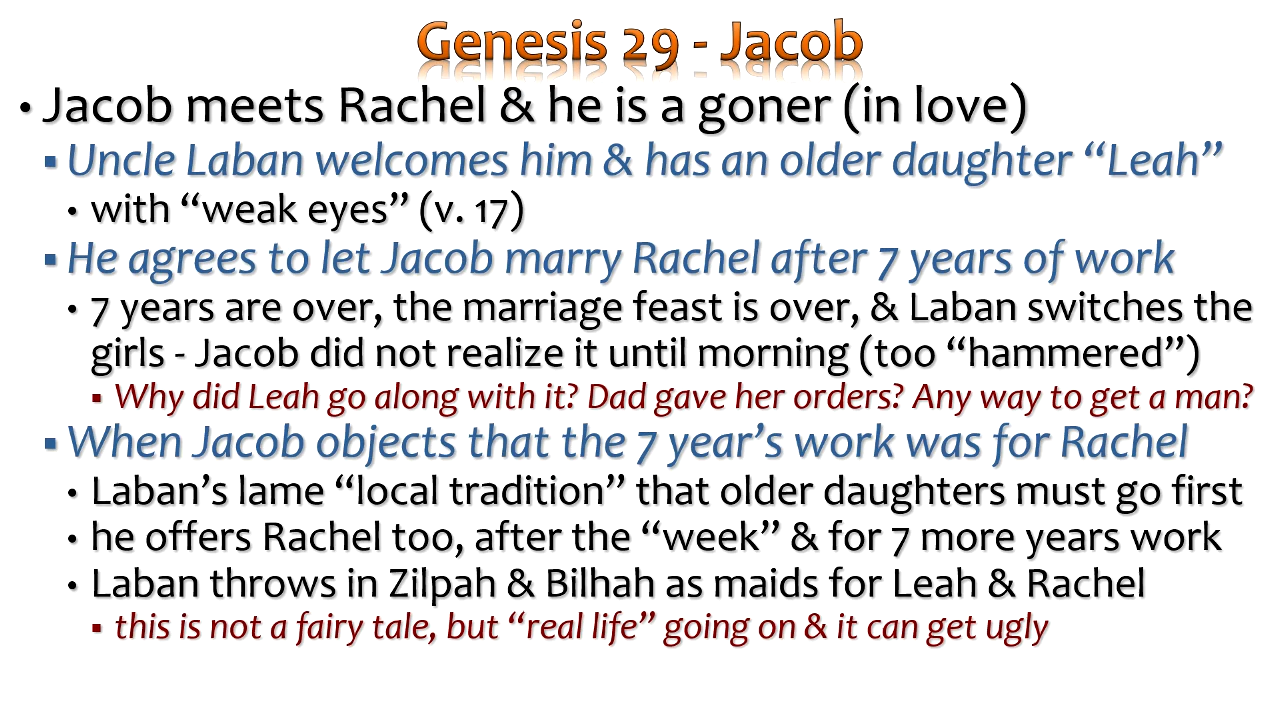 Genesis 29 - Jacob
• Jacob meets Rachel & he is a goner (in love)
▪ Uncle Laban welcomes him & has an older daughter “Leah”
• with “weak eyes” (v. 17)
▪ He agrees to let Jacob marry Rachel after 7 years of work
• 7 years are over, the marriage feast is over, & Laban switches the
girls - Jacob did not realize it until morning (too “hammered”)
▪ Why did Leah go along with it? Dad gave her orders? Any way to get a man?
▪ When Jacob objects that the 7 year’s work was for Rachel
• Laban’s lame “local tradition” that older daughters must go first
• he offers Rachel too, after the “week” & for 7 more years work
• Laban throws in Zilpah & Bilhah as maids for Leah & Rachel
▪ this is not a fairy tale, but “real life” going on & it can get ugly